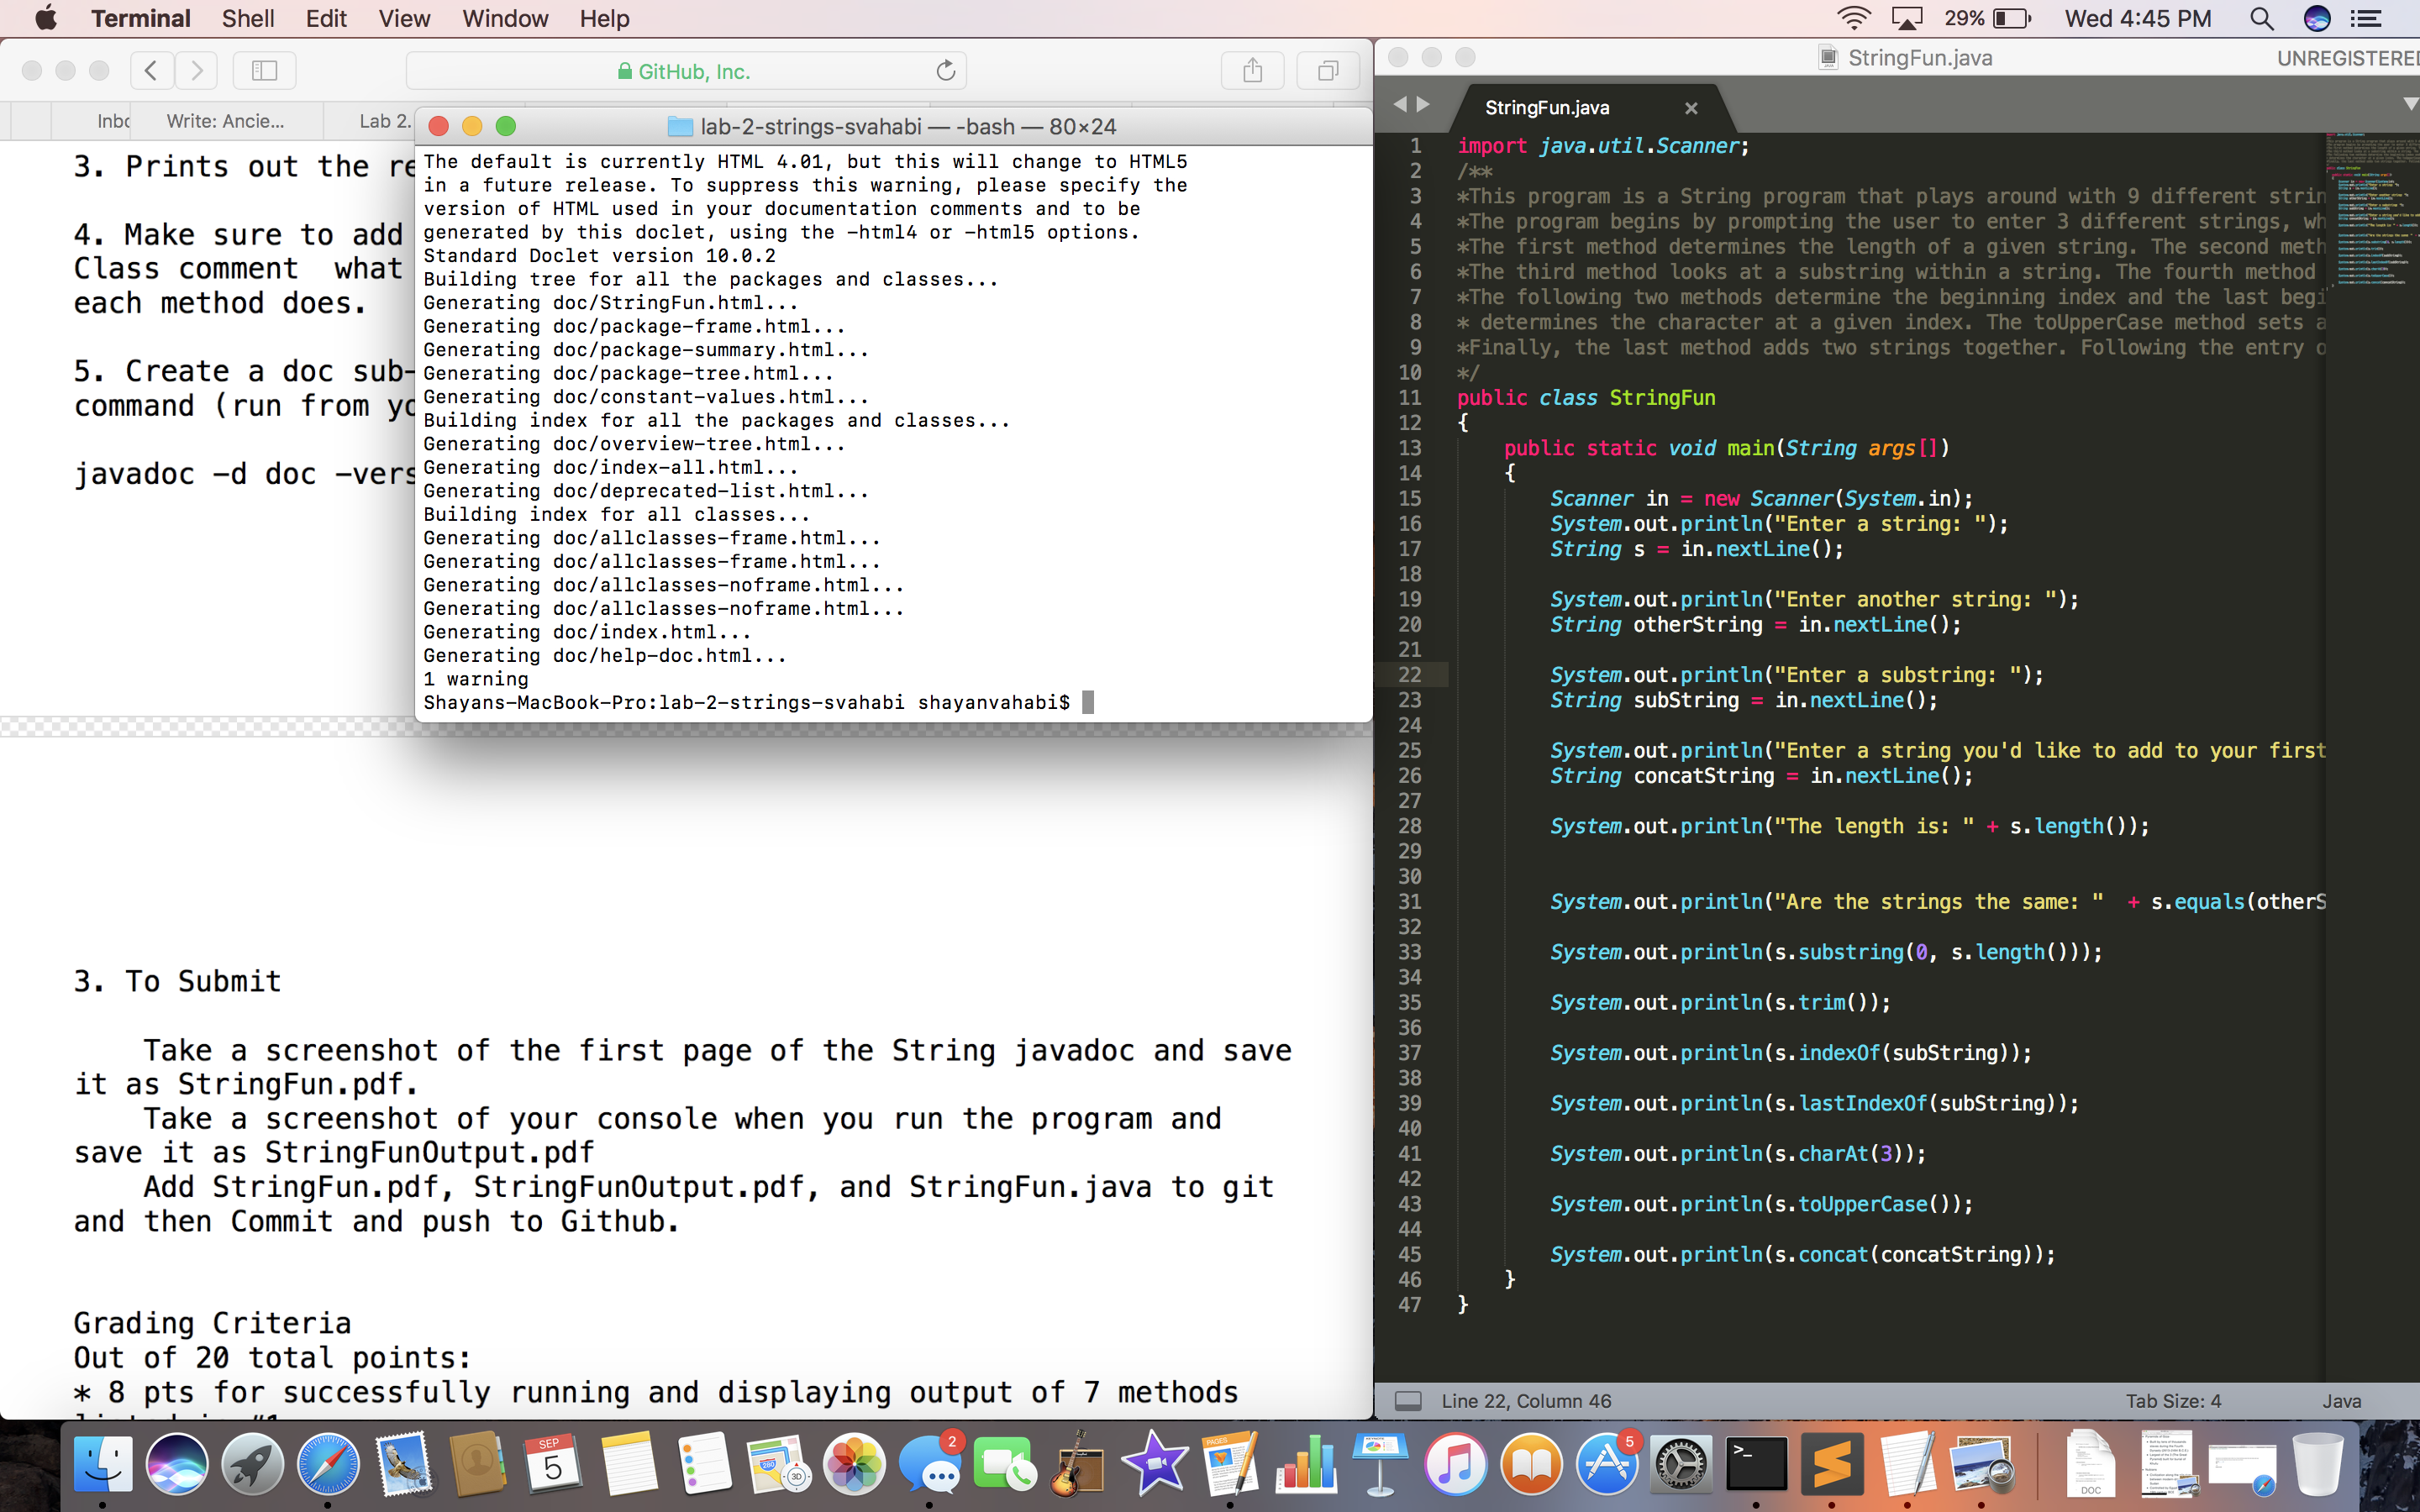 Terminal Shell Edit View Window Help 29% Wed 4:45 PM
GitHub, Inc.
Write: Ancie... Lab 2.
3. Prints out the re
4. Make sure to add
Class comment what
each method does.
5. Create a doc sub-
command (run from yo
javadoc -d doc -vers
3. To Submit
Take a screenshot of the first page of the String javadoc and save
it as StringFun.pdf.
Take a screenshot of your console when you run the program and
save it as StringFunOutput.pdf
Add StringFun.pdf, StringFunOutput.pdf, and StringFun.java to git
and then Commit and push to Github.
Grading Criteria
Out of 20 total points:
* 8 pts for successfully running and displaying output of 7 methods
lab-2-strings-svahabi — -bash — 80×24
The default is currently HTML 4.01, but this will change to HTML5
in a future release. To suppress this warning, please specify the
version of HTML used in your documentation comments and to be
generated by this doclet, using the -html4 or -html5 options.
Standard Doclet version 10.0.2
Building tree for all the packages and classes...
Generating doc/StringFun.html...
Generating doc/package-frame.html...
Generating doc/package-summary.html...
Generating doc/package-tree.html...
Generating doc/constant-values.html...
Building index for all the packages and classes...
Generating doc/overview-tree.html...
Generating doc/index-all.html...
Generating doc/deprecated-list.html...
Building index for all classes...
Generating doc/allclasses-frame.html...
Generating doc/allclasses-frame.html...
Generating doc/allclasses-noframe.html...
Generating doc/allclasses-noframe.html...
Generating doc/index.html...
Generating doc/help-doc.html...
1 warning
Shayans-MacBook-Pro:lab-2-strings-svahabi shayanvahabi$
StringFun.java UNREGISTERED
StringFun.java ×
1 import java.util.Scanner;
2 /**
3 *This program is a String program that plays around with 9 different strin
4 *The program begins by prompting the user to enter 3 different strings, wh
5 *The first method determines the length of a given string. The second meth
6 *The third method looks at a substring within a string. The fourth method
7 *The following two methods determine the beginning index and the last begi
8 * determines the character at a given index. The toUpperCase method sets a
9 *Finally, the last method adds two strings together. Following the entry o
10 */
11 public class StringFun
12 {
13 public static void main(String args[])
14 {
15 Scanner in = new Scanner(System.in);
16 System.out.println("Enter a string: ");
17 String s = in.nextLine();
18
19 System.out.println("Enter another string: ");
20 String otherString = in.nextLine();
21
22 System.out.println("Enter a substring: ");
23 String subString = in.nextLine();
24
25 System.out.println("Enter a string you'd like to add to your first
26 String concatString = in.nextLine();
27
28 System.out.println("The length is: " + s.length());
29
30
31 System.out.println("Are the strings the same: " + s.equals(otherS
32
33 System.out.println(s.substring(0, s.length()));
34
35 System.out.println(s.trim());
36
37 System.out.println(s.indexOf(subString));
38
39 System.out.println(s.lastIndexOf(subString));
40
41 System.out.println(s.charAt(3));
42
43 System.out.println(s.toUpperCase());
44
45 System.out.println(s.concat(concatString));
46 }
47 }
Line 22, Column 46 Tab Size: 4 Java
SEP
5
280
3D
2
PAGES
5
>_
DOC